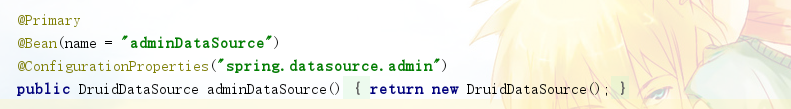 @Primary
@Bean(name = "adminDataSource")
@ConfigurationProperties("spring.datasource.admin")
public DruidDataSource adminDataSource() { return new DruidDataSource(); }